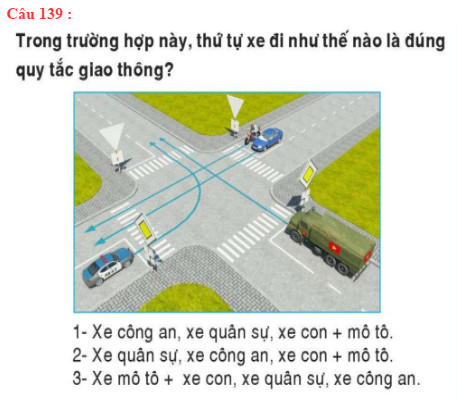 Câu 139 :
Trong trường hợp này, thứ tự xe đi như thế nào là đúng
quy tắc giao thông?
1- Xe công an, xe quân sự, xe con + mô tô.
2- Xe quân sự, xe công an, xe con + mô tô.
3- Xe mô tô + xe con, xe quân sự, xe công an.